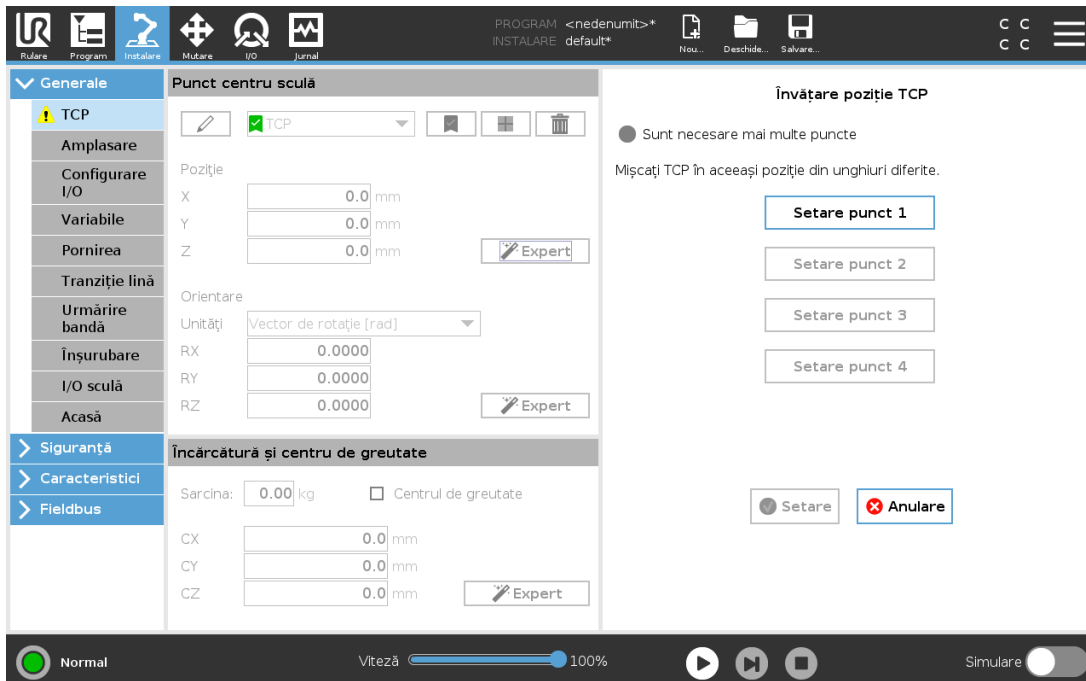 PROGRAM <nedenumit>*
INSTALARE default*
Rulare Program Instalare Mutare I/O Jurnal Nou... Deschide... Salvare...
C C
C C
Generale
TCP
Amplasare
Configurare
I/O
Variabile
Pornirea
Tranziție lină
Urmărire
bandă
Înșurubare
I/O sculă
Acasă
Siguranţă
Caracteristici
Fieldbus
Punct centru sculă
TCP
Poziţie
X 0.0 mm
Y 0.0 mm
Z 0.0 mm Expert
Orientare
Unităţi Vector de rotaţie [rad]
RX 0.0000
RY 0.0000
RZ 0.0000 Expert
Încărcătură și centru de greutate
Sarcina: 0.00 kg Centrul de greutate
CX 0.0 mm
CY 0.0 mm
CZ 0.0 mm Expert
Învățare poziție TCP
Sunt necesare mai multe puncte
Mișcați TCP în aceeași poziție din unghiuri diferite.
Setare punct 1
Setare punct 2
Setare punct 3
Setare punct 4
Setare Anulare
Normal Viteză 100% Simulare